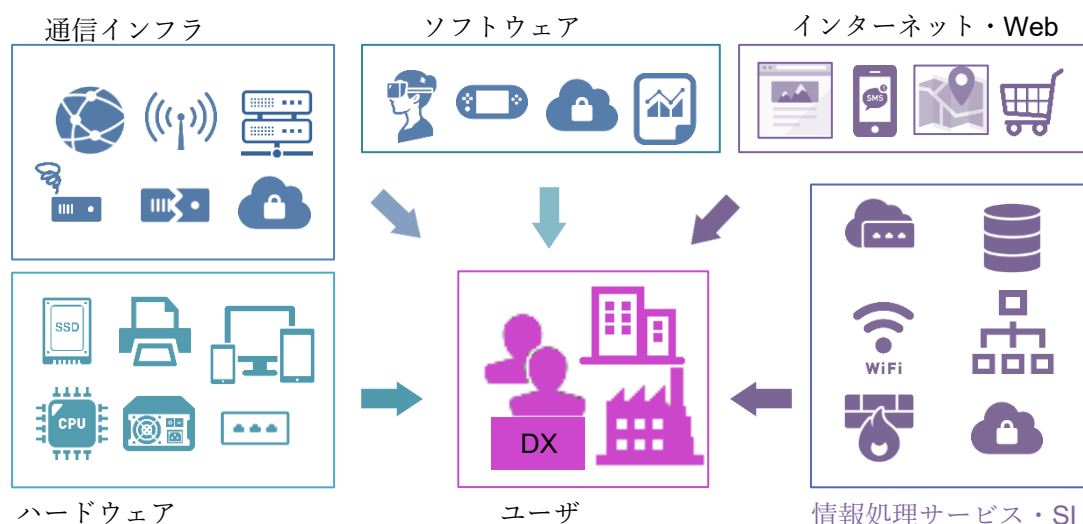 通信インフラ
ソフトウェア
インターネット・Web
SMS
SSD
CPU
WiFi
DX
ハードウェア
ユーザ
情報処理サービス・SI